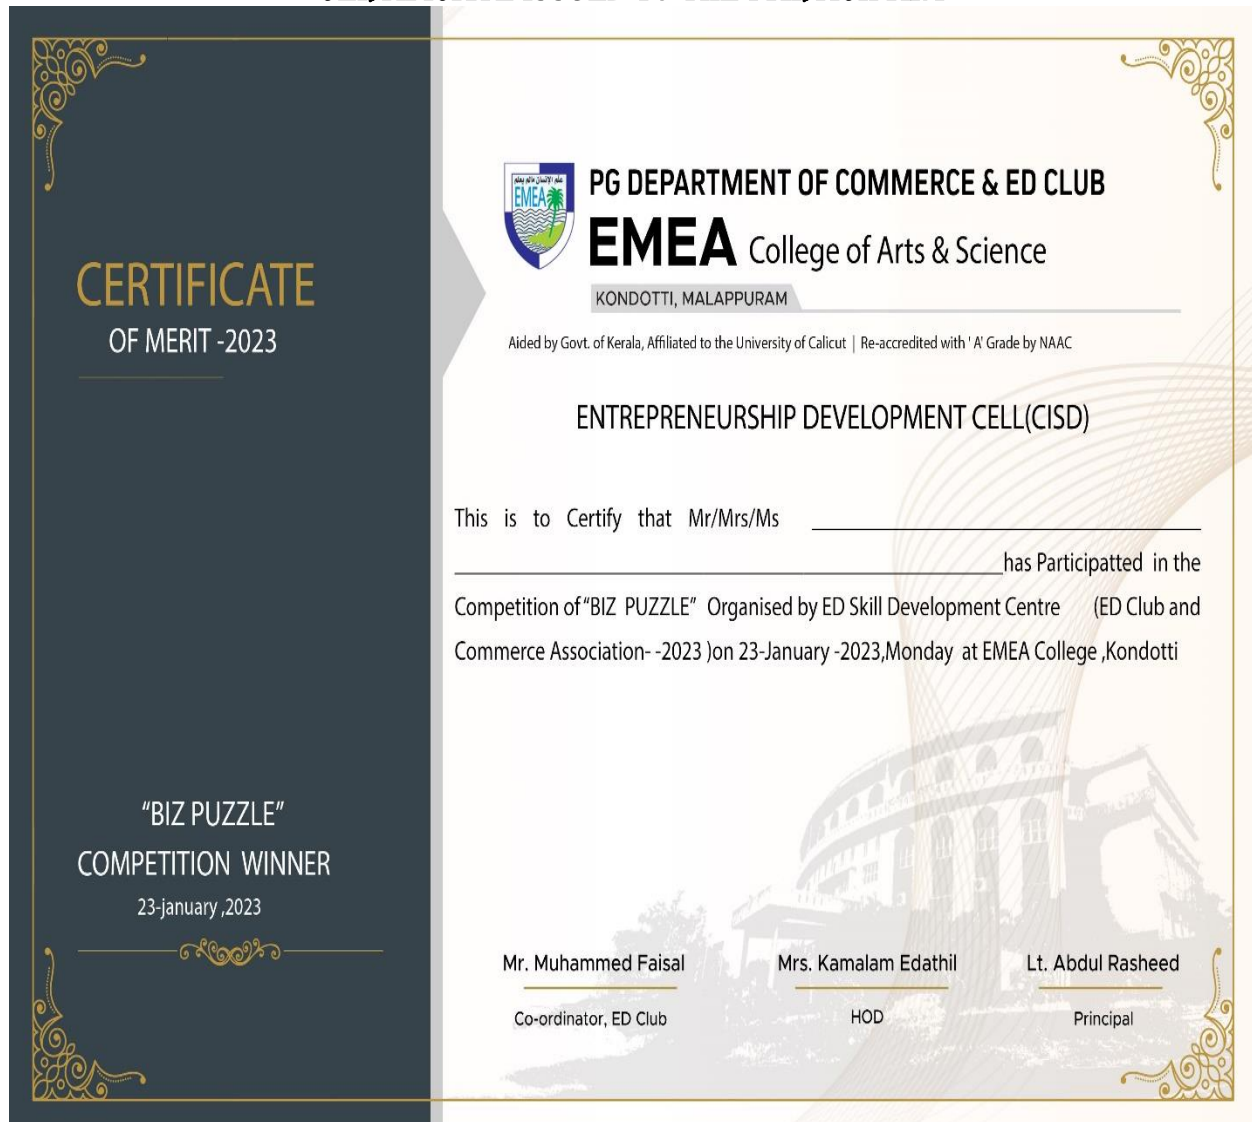 EMEA
PG DEPARTMENT OF COMMERCE & ED CLUB
EMEA College of Arts & Science
KONDOTTI, MALAPPURAM
Aided by Govt. of Kerala, Affiliated to the University of Calicut | Re-accredited with ' A' Grade by NAAC
CERTIFICATE
OF MERIT -2023
ENTREPRENEURSHIP DEVELOPMENT CELL(CISD)
This is to Certify that Mr/Mrs/Ms
has Participatted in the
Competition of "BIZ PUZZLE" Organised by ED Skill Development Centre (ED Club and
Commerce Association- -2023 )on 23-January -2023,Monday at EMEA College ,Kondotti
"BIZ PUZZLE"
COMPETITION WINNER
23-january ,2023
Mr. Muhammed Faisal
Co-ordinator, ED Club
Mrs. Kamalam Edathil
HOD
Lt. Abdul Rasheed
Principal